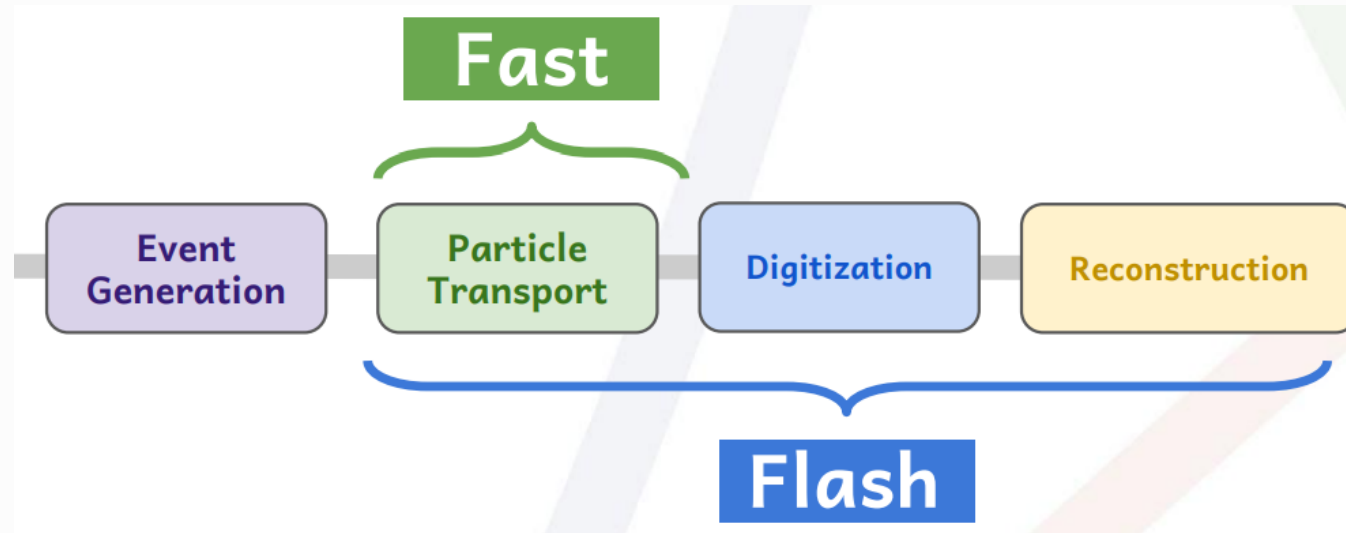 Fast
Event
Generation
Particle
Transport
Digitization
Reconstruction
Flash